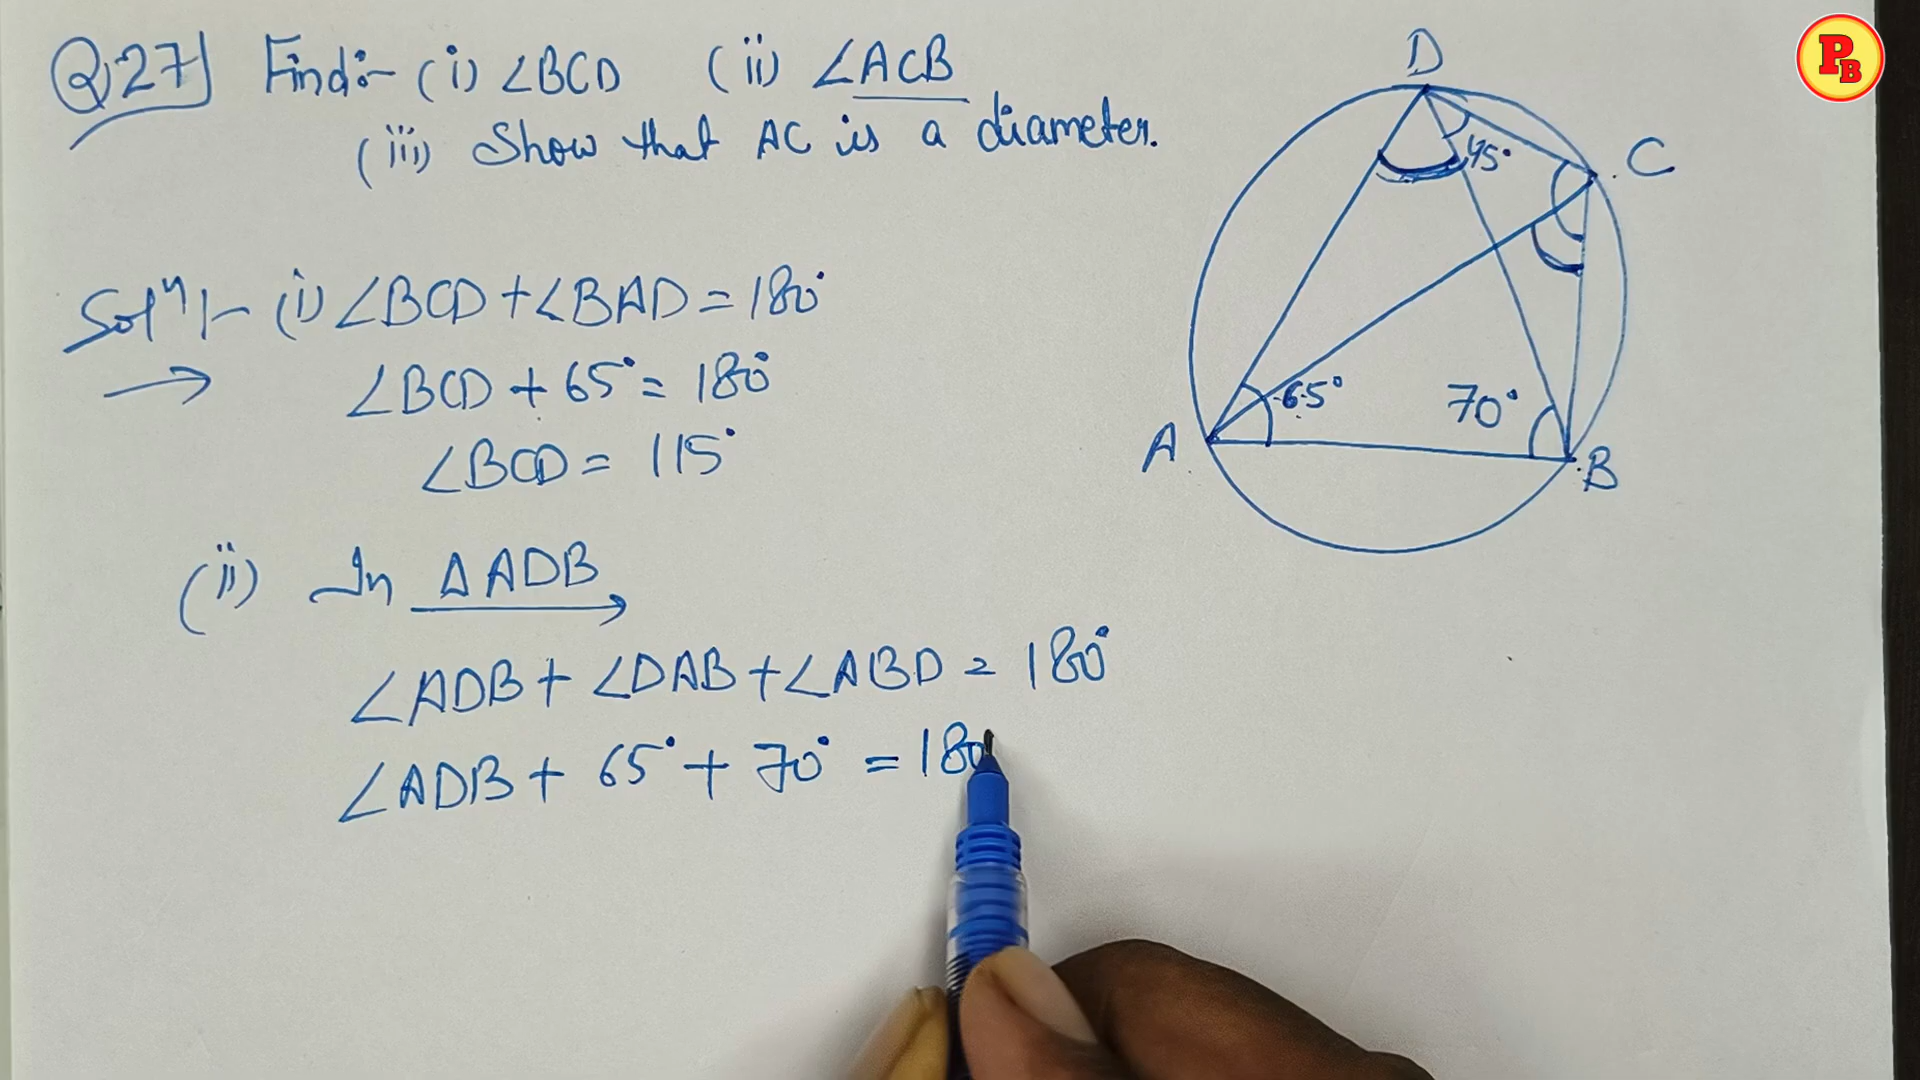 Q.27) Find:- (i) ∠BCD (ii) ∠ACB
(iii) Show that AC is a diameter.
Solⁿ:- (i) ∠BCD + ∠BAD = 180°
→ ∠BCD + 65° = 180°
∠BCD = 115°
(ii) In ΔADB
∠ADB + ∠DAB + ∠ABD = 180°
∠ADB + 65° + 70° = 180
D
45°
C
65°
70°
A
B
PB